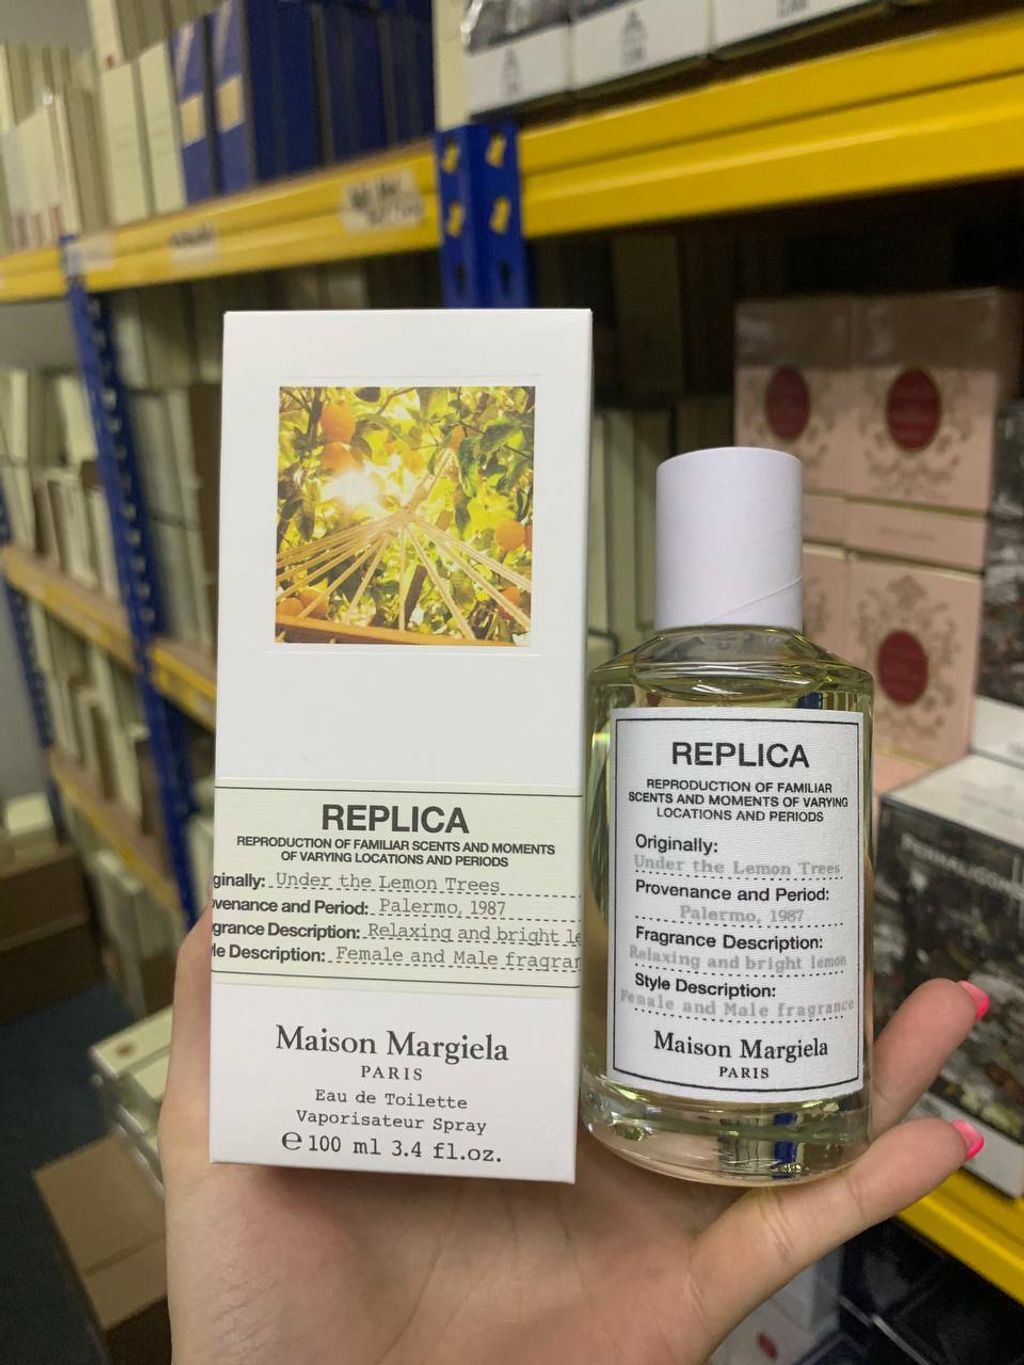 REPLICA
REPRODUCTION OF FAMILIAR SCENTS AND MOMENTS
OF VARYING LOCATIONS AND PERIODS
ginally: Under the Lemon Trees
venance and Period: Palermo, 1987
grance Description: Relaxing and bright le
le Description: Female and Male fragran
Maison Margiela
PARIS
Eau de Toilette
Vaporisateur Spray
℮ 100 ml 3.4 fl.oz.
REPLICA
REPRODUCTION OF FAMILIAR
SCENTS AND MOMENTS OF VARYING
LOCATIONS AND PERIODS
Originally:
Under the Lemon Trees
Provenance and Period:
Palermo, 1987
Fragrance Description:
Relaxing and bright lemon
Style Description:
Female and Male fragrance
Maison Margiela
PARIS